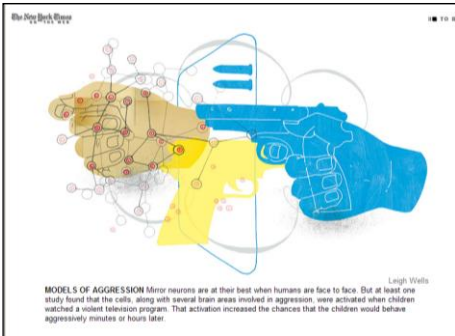 The New York Times
ON THE WEB
TO
Leigh Wells
MODELS OF AGGRESSION Mirror neurons are at their best when humans are face to face. But at least one
study found that the cells, along with several brain areas involved in aggression, were activated when children
watched a violent television program. That activation increased the chances that the children would behave
aggressively minutes or hours later.